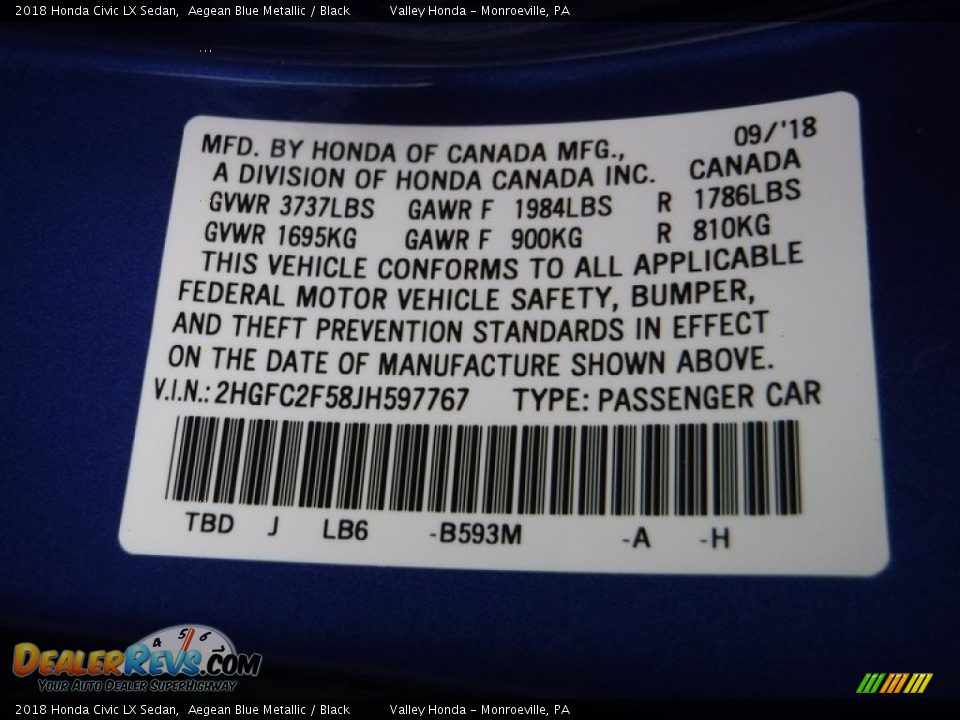 2018 Honda Civic LX Sedan, Aegean Blue Metallic / Black Valley Honda - Monroeville, PA
MFD. BY HONDA OF CANADA MFG., 09/'18
A DIVISION OF HONDA CANADA INC. CANADA
GVWR 3737LBS GAWR F 1984LBS R 1786LBS
GVWR 1695KG GAWR F 900KG R 810KG
THIS VEHICLE CONFORMS TO ALL APPLICABLE
FEDERAL MOTOR VEHICLE SAFETY, BUMPER,
AND THEFT PREVENTION STANDARDS IN EFFECT
ON THE DATE OF MANUFACTURE SHOWN ABOVE.
V.I.N.: 2HGFC2F58JH597767 TYPE: PASSENGER CAR
TBD J LB6 -B593M -A -H
4 5 6
DEALERREVS.COM
YOUR AUTO DEALER SUPERHIGHWAY
2018 Honda Civic LX Sedan, Aegean Blue Metallic / Black Valley Honda - Monroeville, PA